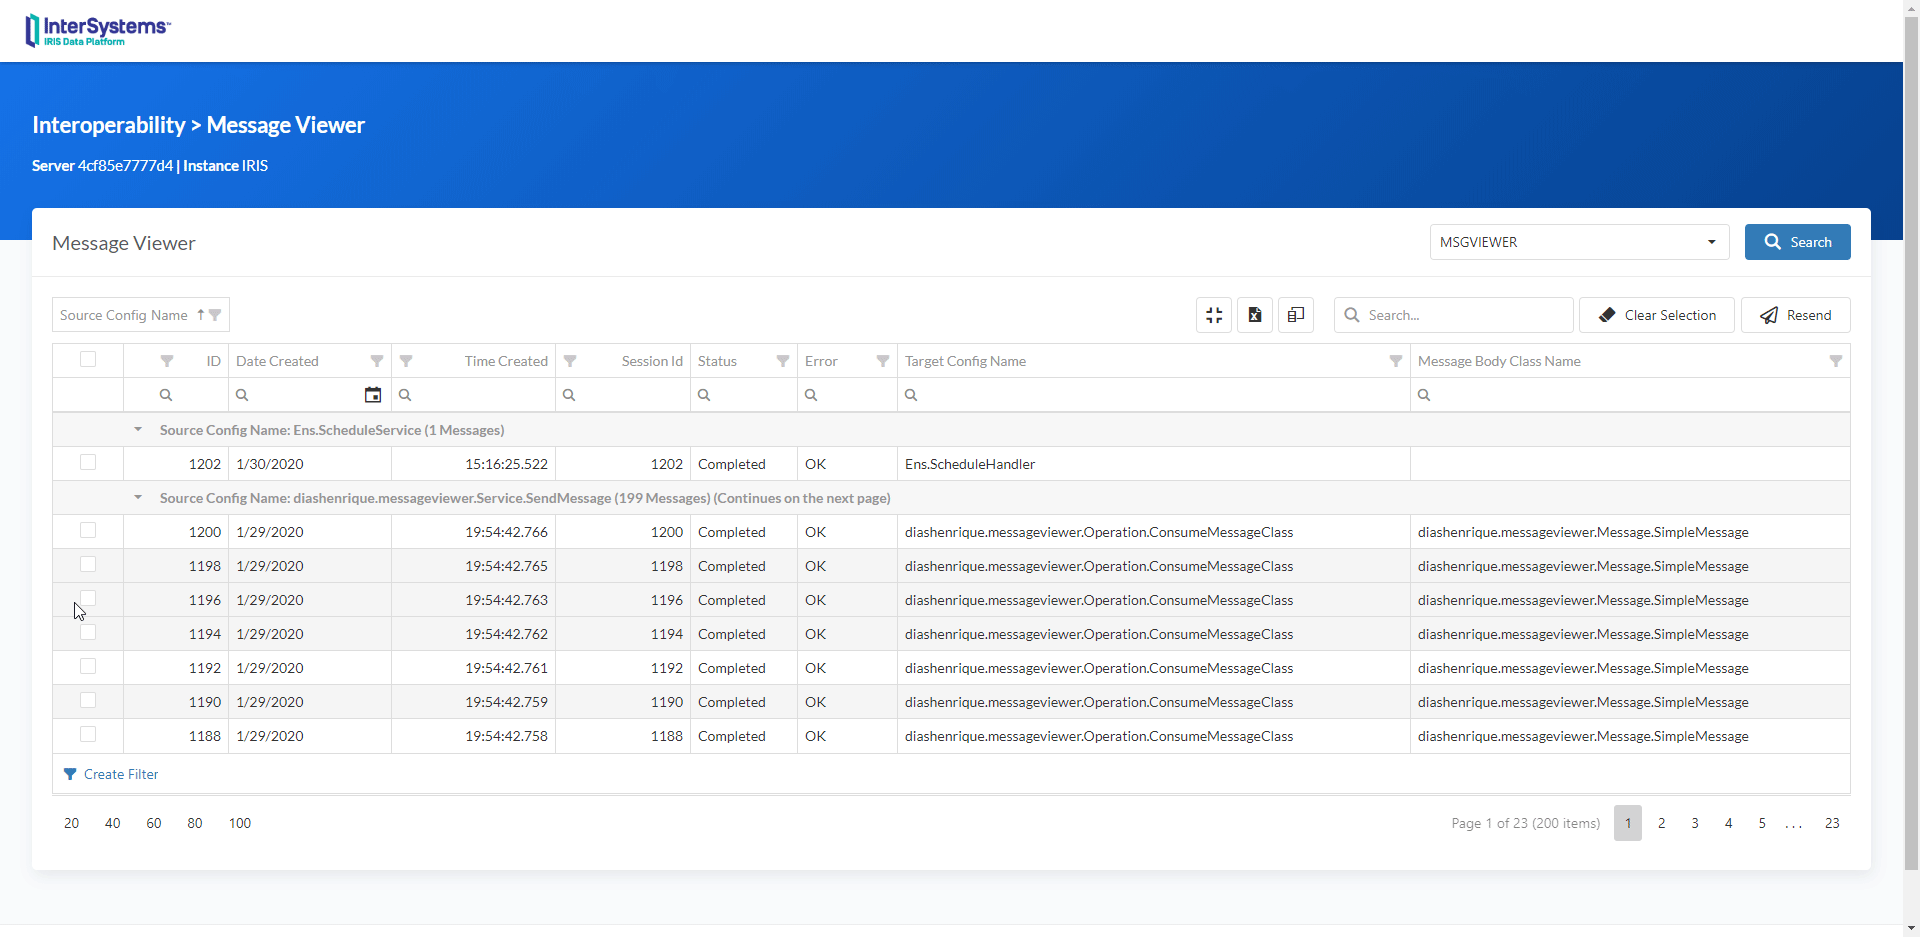 InterSystems™
IRIS Data Platform
Interoperability > Message Viewer
Server 4cf85e7777d4 | Instance IRIS
Message Viewer
MSGVIEWER
Search
Source Config Name
Search...
Clear Selection
Resend
ID Date Created Time Created Session Id Status Error Target Config Name Message Body Class Name
Source Config Name: Ens.ScheduleService (1 Messages)
1202 1/30/2020 15:16:25.522 1202 Completed OK Ens.ScheduleHandler
Source Config Name: diashenrique.messageviewer.Service.SendMessage (199 Messages) (Continues on the next page)
1200 1/29/2020 19:54:42.766 1200 Completed OK diashenrique.messageviewer.Operation.ConsumeMessageClass diashenrique.messageviewer.Message.SimpleMessage
1198 1/29/2020 19:54:42.765 1198 Completed OK diashenrique.messageviewer.Operation.ConsumeMessageClass diashenrique.messageviewer.Message.SimpleMessage
1196 1/29/2020 19:54:42.763 1196 Completed OK diashenrique.messageviewer.Operation.ConsumeMessageClass diashenrique.messageviewer.Message.SimpleMessage
1194 1/29/2020 19:54:42.762 1194 Completed OK diashenrique.messageviewer.Operation.ConsumeMessageClass diashenrique.messageviewer.Message.SimpleMessage
1192 1/29/2020 19:54:42.761 1192 Completed OK diashenrique.messageviewer.Operation.ConsumeMessageClass diashenrique.messageviewer.Message.SimpleMessage
1190 1/29/2020 19:54:42.759 1190 Completed OK diashenrique.messageviewer.Operation.ConsumeMessageClass diashenrique.messageviewer.Message.SimpleMessage
1188 1/29/2020 19:54:42.758 1188 Completed OK diashenrique.messageviewer.Operation.ConsumeMessageClass diashenrique.messageviewer.Message.SimpleMessage
Create Filter
20 40 60 80 100
Page 1 of 23 (200 items) 1 2 3 4 5 . . . 23